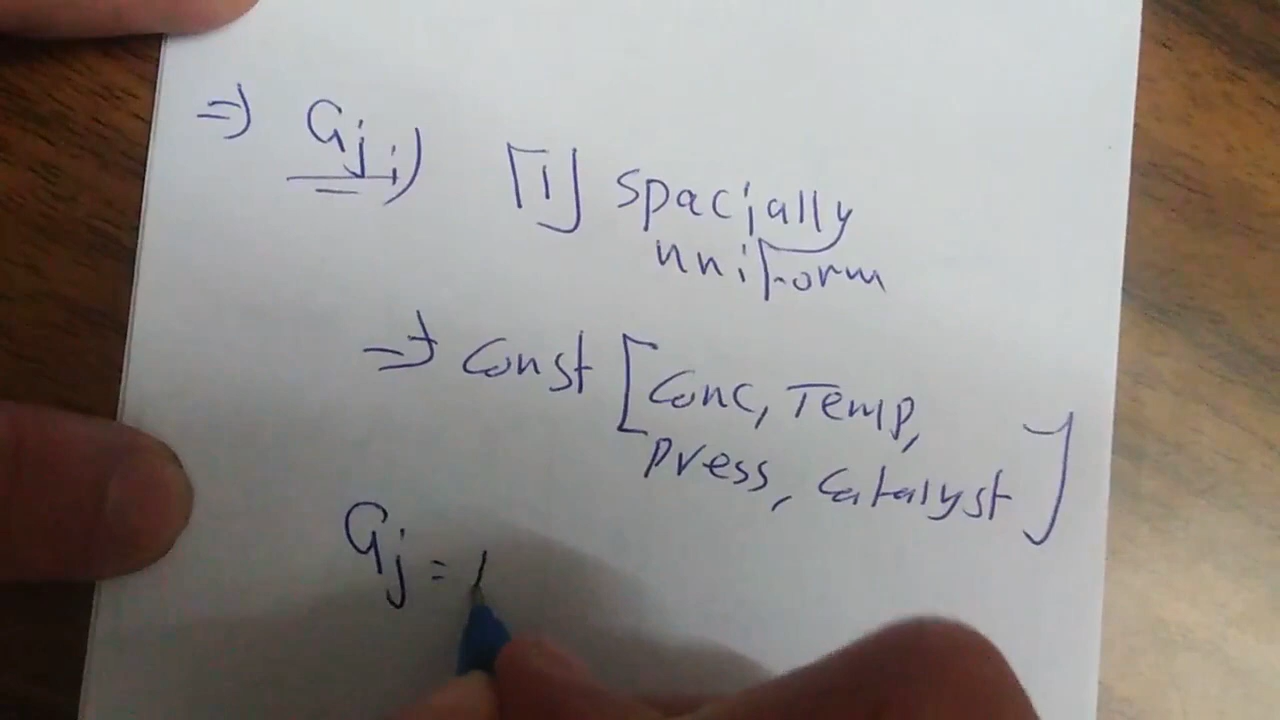 => Gj;) [1] spacially
uniform
=> const [conc, Temp,
press, catalyst]
Gj =